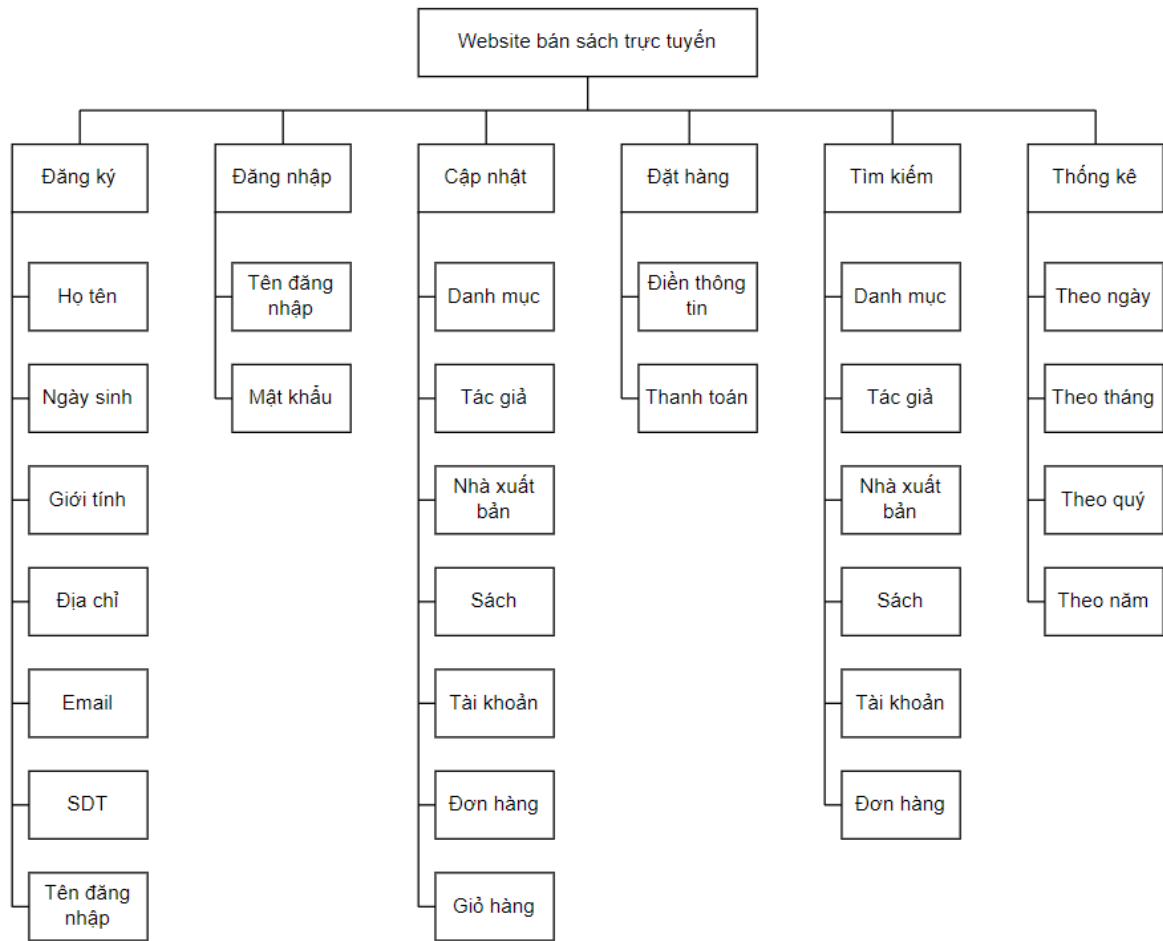 Website bán sách trực tuyến
Đăng ký
Đăng nhập
Cập nhật
Đặt hàng
Tìm kiếm
Thống kê
Họ tên
Tên đăng
nhập
Danh mục
Điền thông
tin
Danh mục
Theo ngày
Ngày sinh
Mật khẩu
Tác giả
Thanh toán
Tác giả
Theo tháng
Giới tính
Nhà xuất
bản
Nhà xuất
bản
Theo quý
Địa chỉ
Sách
Sách
Theo năm
Email
Tài khoản
Tài khoản
SDT
Đơn hàng
Đơn hàng
Tên đăng
nhập
Giỏ hàng